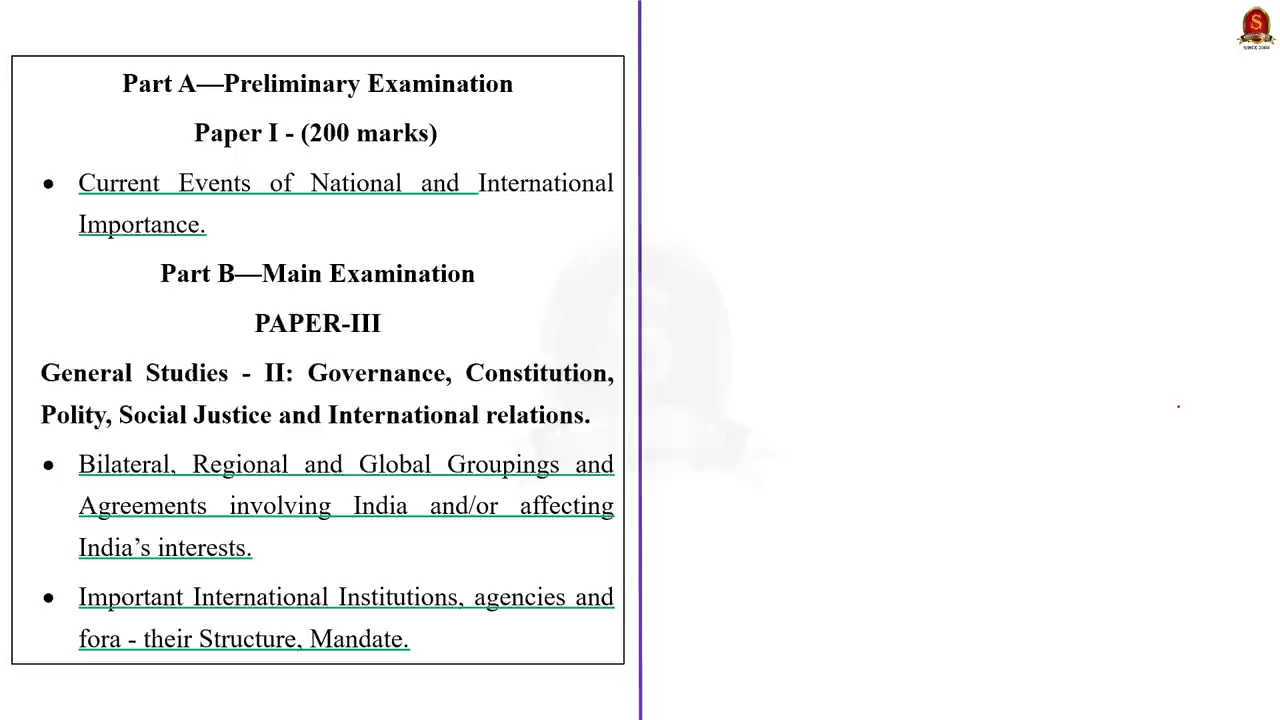 Part A—Preliminary Examination
Paper I - (200 marks)
• Current Events of National and International
Importance.
Part B—Main Examination
PAPER-III
General Studies - II: Governance, Constitution,
Polity, Social Justice and International relations.
• Bilateral, Regional and Global Groupings and
Agreements involving India and/or affecting
India’s interests.
• Important International Institutions, agencies and
fora - their Structure, Mandate.
S
SINCE 2004